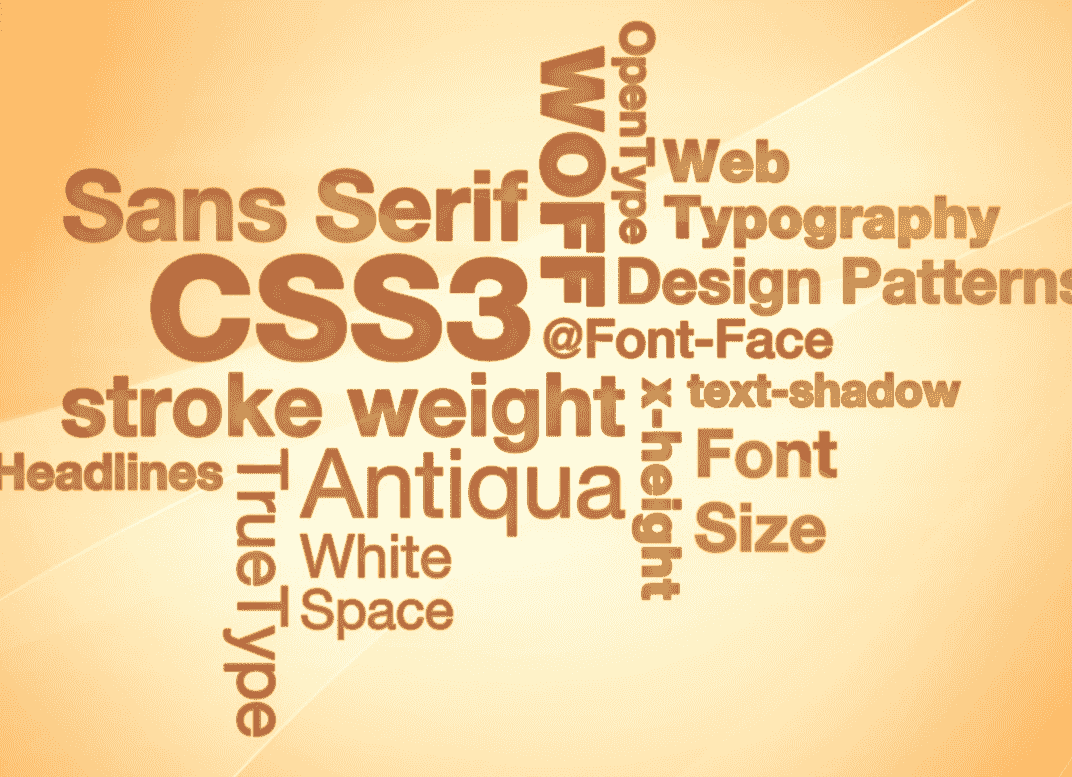 OpenType
WOFF
Web
Typography
Sans Serif
CSS3
Design Patterns
@Font-Face
stroke weight
x-height
text-shadow
Font
Size
Headlines
TrueType
Antiqua
White
Space